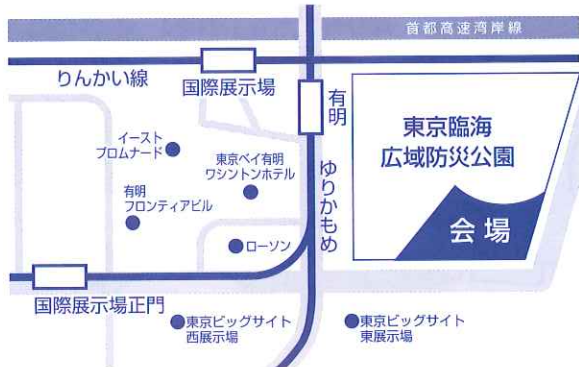 首都高速湾岸線
りんかい線
国際展示場
有明
東京臨海
広域防災公園
イースト
プロムナード
東京ベイ有明
ワシントンホテル
ゆりかもめ
有明
フロンティアビル
会場
ローソン
国際展示場正門
東京ビッグサイト
西展示場
東京ビッグサイト
東展示場